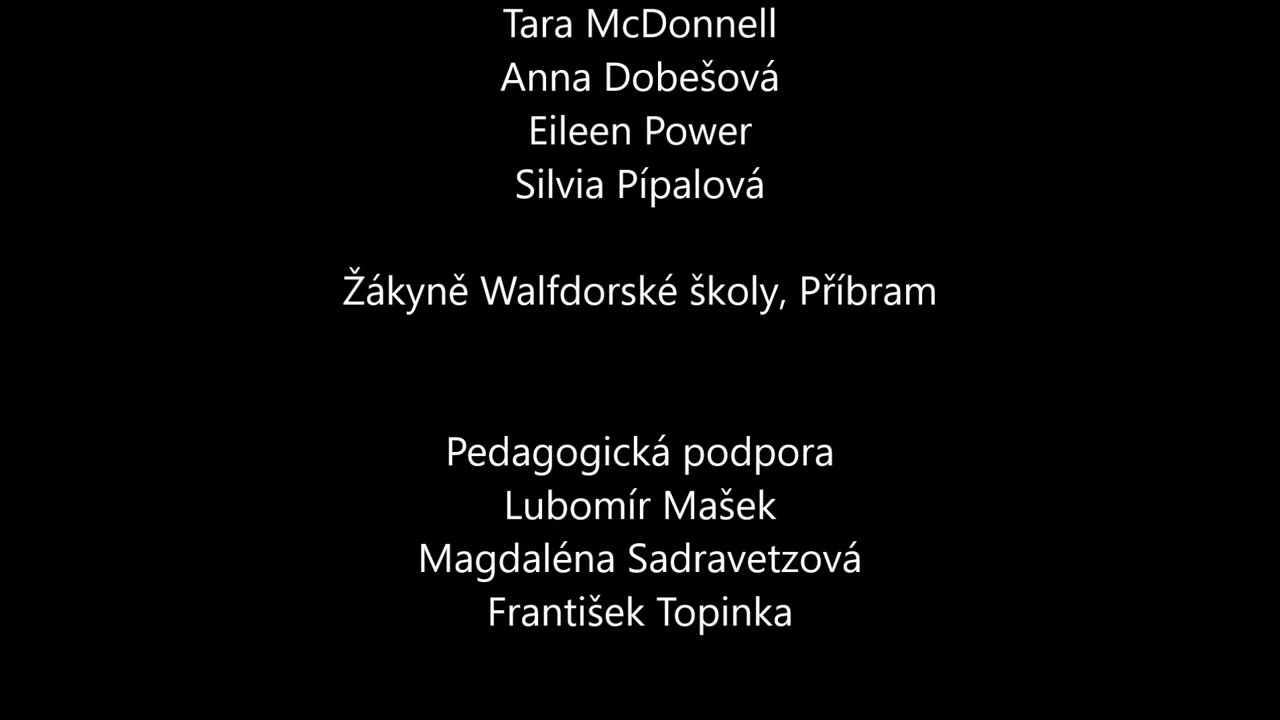 Tara McDonnell
Anna Dobešová
Eileen Power
Silvia Pípalová
Žákyně Walfdorské školy, Příbram
Pedagogická podpora
Lubomír Mašek
Magdaléna Sadravetzová
František Topinka